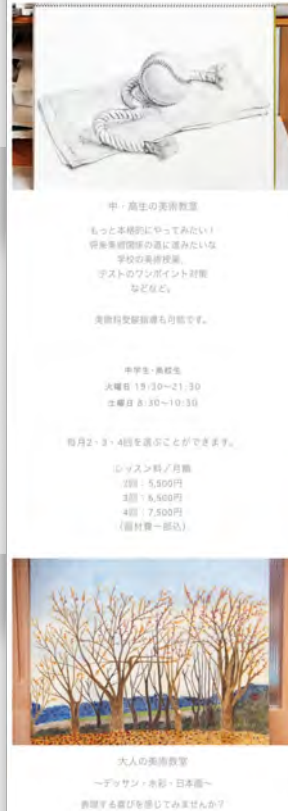 中・高生の美術教室
もっと本格的にやってみたい！
将来美術関係の道に進みたいな
学校の美術授業、
テストのワンポイント対策
などなど。
美術科受験指導も可能です。
中学生・高校生
火曜日 19:30〜21:30
土曜日 8:30〜10:30
毎月2・3・4回を選ぶことができます。
レッスン料／月額
2回：5,500円
3回：6,500円
4回：7,500円
（画材費一部込）
大人の美術教室
〜デッサン・水彩・日本画〜
表現する喜びを感じてみませんか？